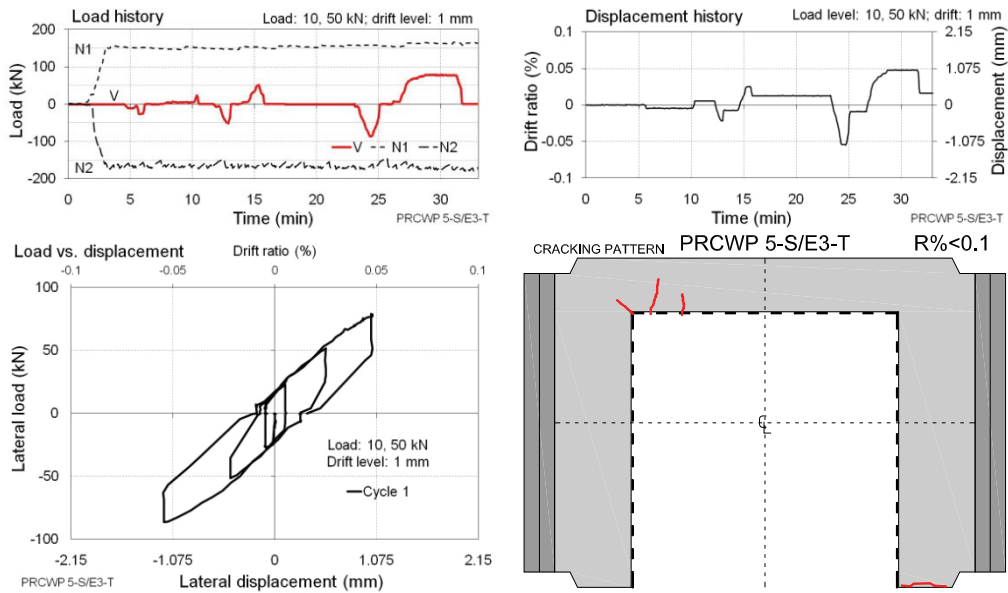 Load history
Load: 10, 50 kN; drift level: 1 mm
200
100
0
-100
-200
Load (kN)
N1
V
N2
V N1 N2
0 5 10 15 20 25 30
Time (min)
PRCWP 5-S/E3-T
Displacement history
Load level: 10, 50 kN; drift: 1 mm
0.1
0.05
0
-0.05
-0.1
Drift ratio (%)
2.15
1.075
0
-1.075
-2.15
Displacement (mm)
0 5 10 15 20 25 30
Time (min)
PRCWP 5-S/E3-T
Load vs. displacement
Drift ratio (%)
-0.1 -0.05 0 0.05 0.1
100
50
0
-50
-100
Lateral load (kN)
Load: 10, 50 kN
Drift level: 1 mm
Cycle 1
-2.15 -1.075 0 1.075 2.15
PRCWP 5-S/E3-T
Lateral displacement (mm)
CRACKING PATTERN PRCWP 5-S/E3-T R%<0.1
℄